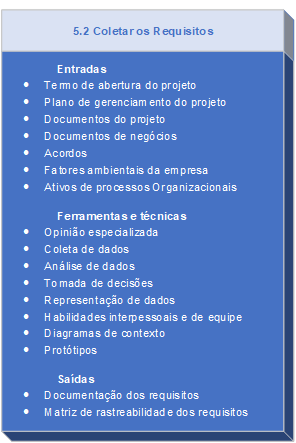 5.2 Coletar os Requisitos
Entradas
• Termo de abertura do projeto
• Plano de gerenciamento do projeto
• Documentos do projeto
• Documentos de negócios
• Acordos
• Fatores ambientais da empresa
• Ativos de processos Organizacionais
Ferramentas e técnicas
• Opinião especializada
• Coleta de dados
• Análise de dados
• Tomada de decisões
• Representação de dados
• Habilidades interpessoais e de equipe
• Diagramas de contexto
• Protótipos
Saídas
• Documentação dos requisitos
• Matriz de rastreabilidade dos requisitos